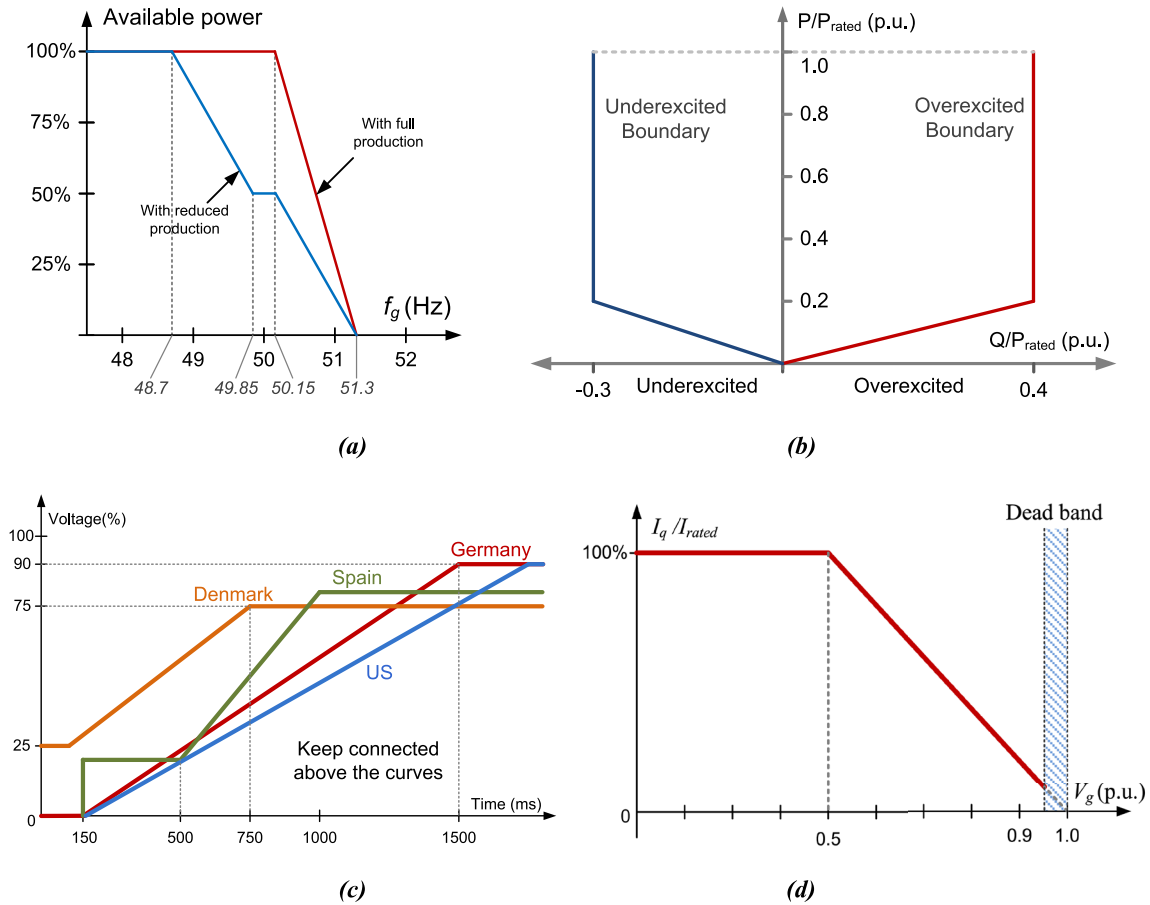 Available power
100%
75%
50%
25%
With full
production
With reduced
production
f_g (Hz)
48 49 50 51 52
48.7 49.85 50.15 51.3
(a)
P/P_rated (p.u.)
1.0
0.8
0.6
0.4
0.2
Underexcited
Boundary
Overexcited
Boundary
Q/P_rated (p.u.)
-0.3 Underexcited Overexcited 0.4
(b)
Voltage(%)
100
90
75
25
0
Germany
Spain
Denmark
US
Keep connected
above the curves
Time (ms)
150 500 750 1000 1500
(c)
Dead band
I_q /I_rated
100%
0
V_g (p.u.)
0.5 0.9 1.0
(d)